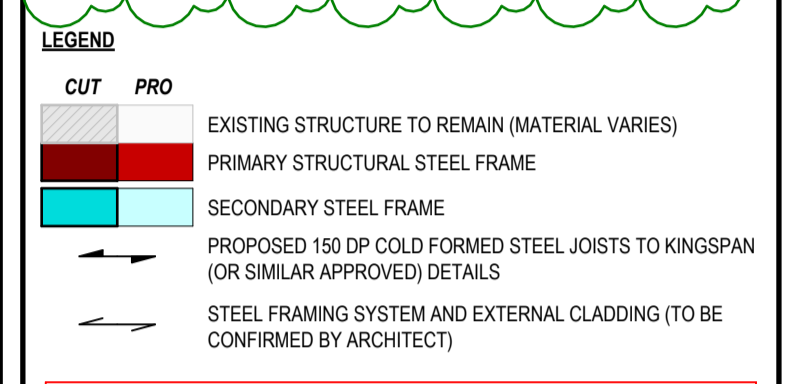 LEGEND
CUT PRO
EXISTING STRUCTURE TO REMAIN (MATERIAL VARIES)
PRIMARY STRUCTURAL STEEL FRAME
SECONDARY STEEL FRAME
PROPOSED 150 DP COLD FORMED STEEL JOISTS TO KINGSPAN
(OR SIMILAR APPROVED) DETAILS
STEEL FRAMING SYSTEM AND EXTERNAL CLADDING (TO BE
CONFIRMED BY ARCHITECT)